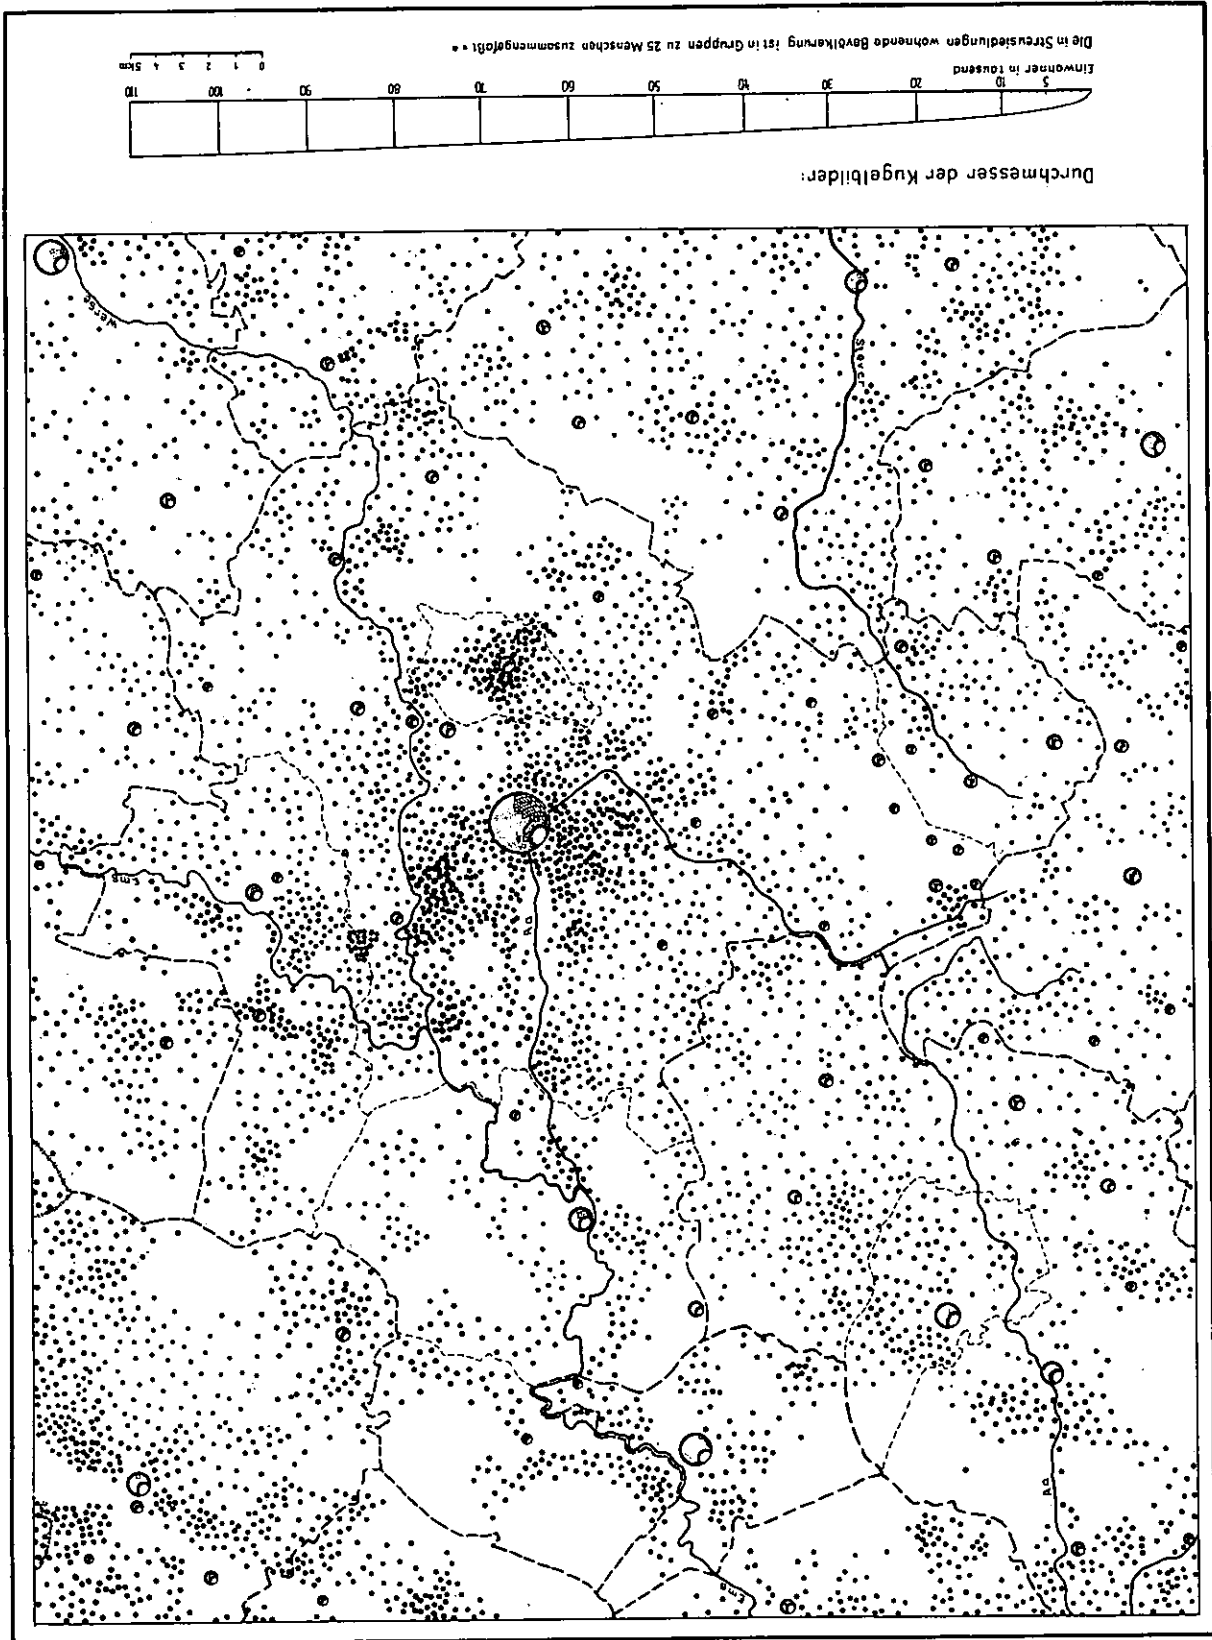 Ems
Aa
Aa
Ems
Stever
Werse
Durchmesser der Kugelbilder:
5 10 20 30 40 50 60 70 80 90 100 110
Einwohner in tausend
0 1 2 3 4 5km
Die in Streusiedlungen wohnende Bevölkerung ist in Gruppen zu 25 Menschen zusammengefaßt